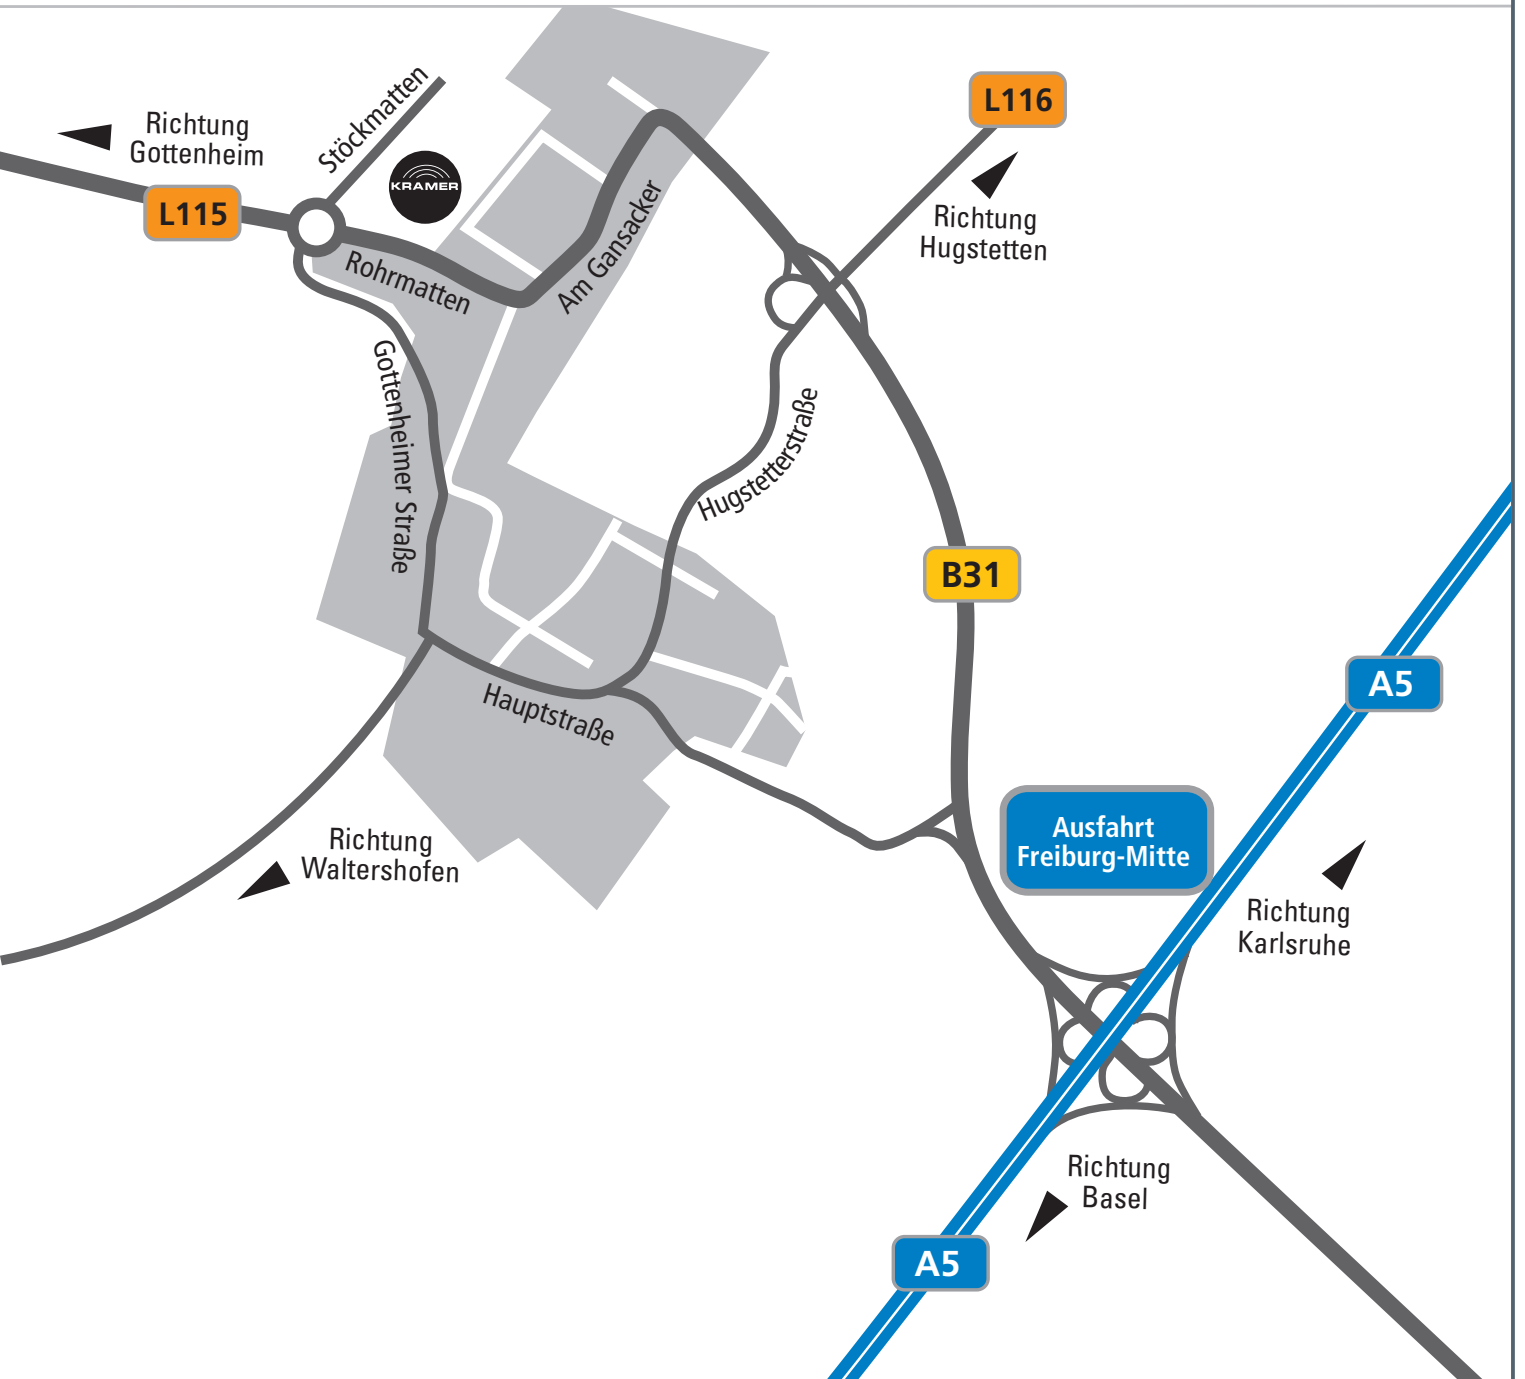 L116
Stöckmatten
Richtung
Gottenheim
KRAMER
L115
Richtung
Hugstetten
Rohrmatten
Am Gansacker
Gottenheimer Straße
Hugstetterstraße
B31
A5
Hauptstraße
Ausfahrt
Freiburg-Mitte
Richtung
Waltershofen
Richtung
Karlsruhe
Richtung
Basel
A5